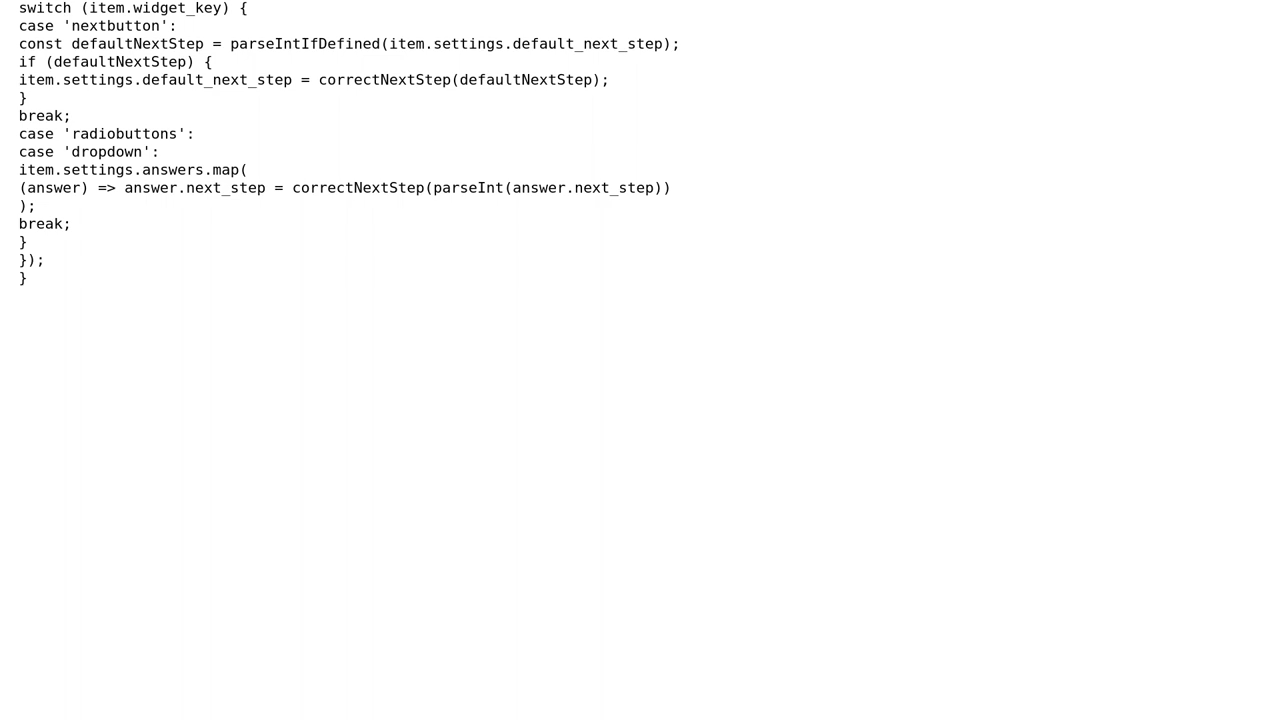 switch (item.widget_key) {
case 'nextbutton':
const defaultNextStep = parseIntIfDefined(item.settings.default_next_step);
if (defaultNextStep) {
item.settings.default_next_step = correctNextStep(defaultNextStep);
}
break;
case 'radiobuttons':
case 'dropdown':
item.settings.answers.map(
(answer) => answer.next_step = correctNextStep(parseInt(answer.next_step))
);
break;
}
});
}